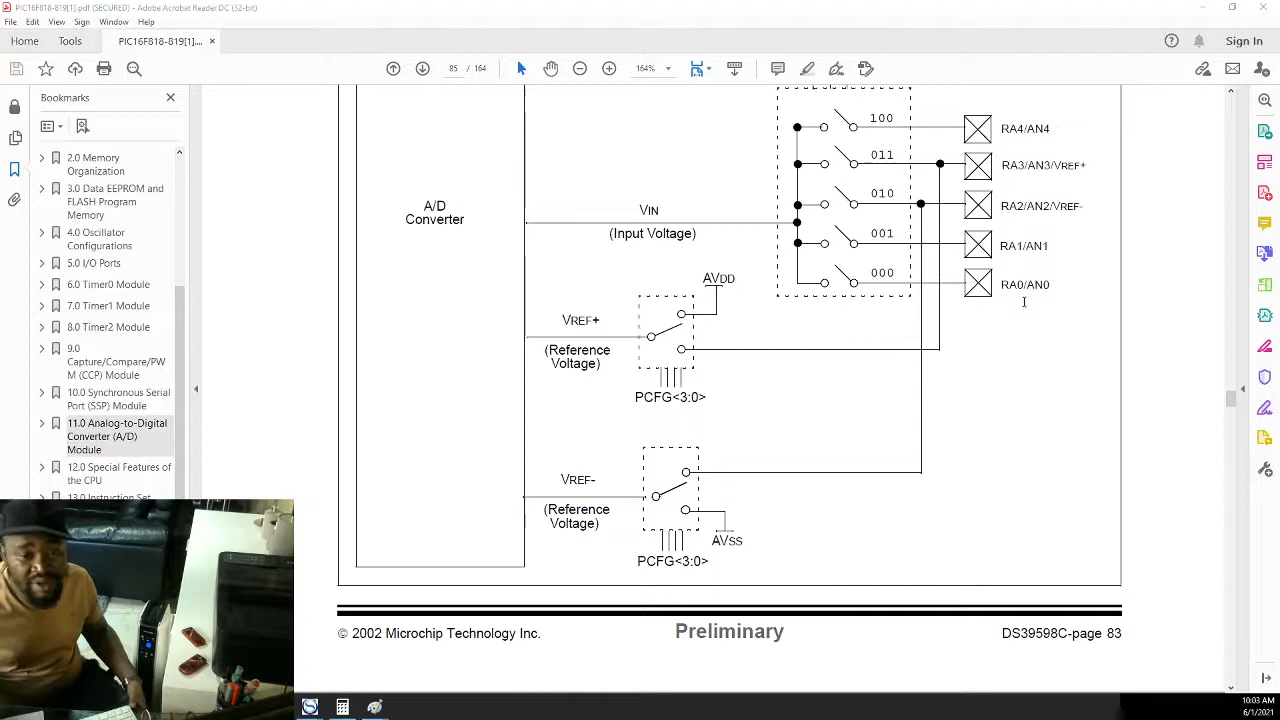 PIC16F818-819[1].pdf (SECURED) - Adobe Acrobat Reader DC (32-bit)
File Edit View Sign Window Help
Home Tools PIC16F818-819[1].... × Sign In
85 / 164 164%
Bookmarks
2.0 Memory
Organization
3.0 Data EEPROM and
FLASH Program
Memory
4.0 Oscillator
Configurations
5.0 I/O Ports
6.0 Timer0 Module
7.0 Timer1 Module
8.0 Timer2 Module
9.0
Capture/Compare/PW
M (CCP) Module
10.0 Synchronous Serial
Port (SSP) Module
11.0 Analog-to-Digital
Converter (A/D)
Module
12.0 Special Features of
the CPU
13.0 Instruction Set
A/D
Converter
VIN
(Input Voltage)
100 RA4/AN4
011 RA3/AN3/VREF+
010 RA2/AN2/VREF-
001 RA1/AN1
000 RA0/AN0
AVDD
VREF+
(Reference
Voltage)
PCFG<3:0>
VREF-
(Reference
Voltage)
AVSS
PCFG<3:0>
© 2002 Microchip Technology Inc. Preliminary DS39598C-page 83
10:03 AM
6/1/2021